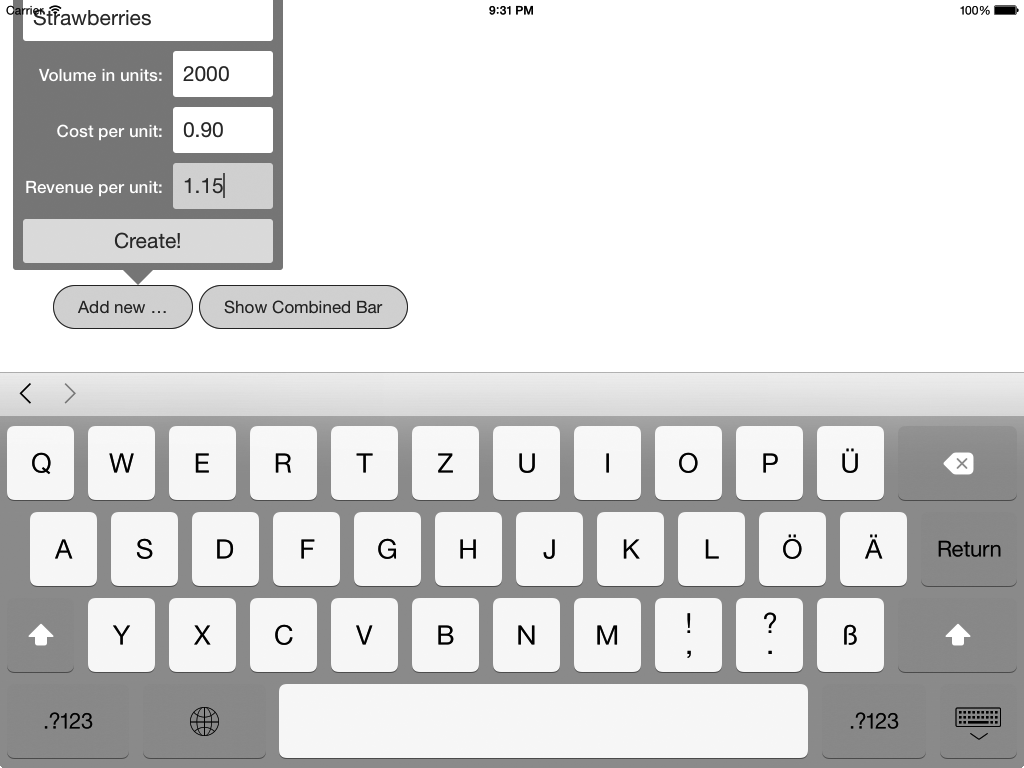 Carrier 9:31 PM 100%
Strawberries
Volume in units: 2000
Cost per unit: 0.90
Revenue per unit: 1.15
Create!
Add new … Show Combined Bar
Q W E R T Z U I O P Ü
A S D F G H J K L Ö Ä Return
Y X C V B N M ! , ? . ß
.?123 .?123